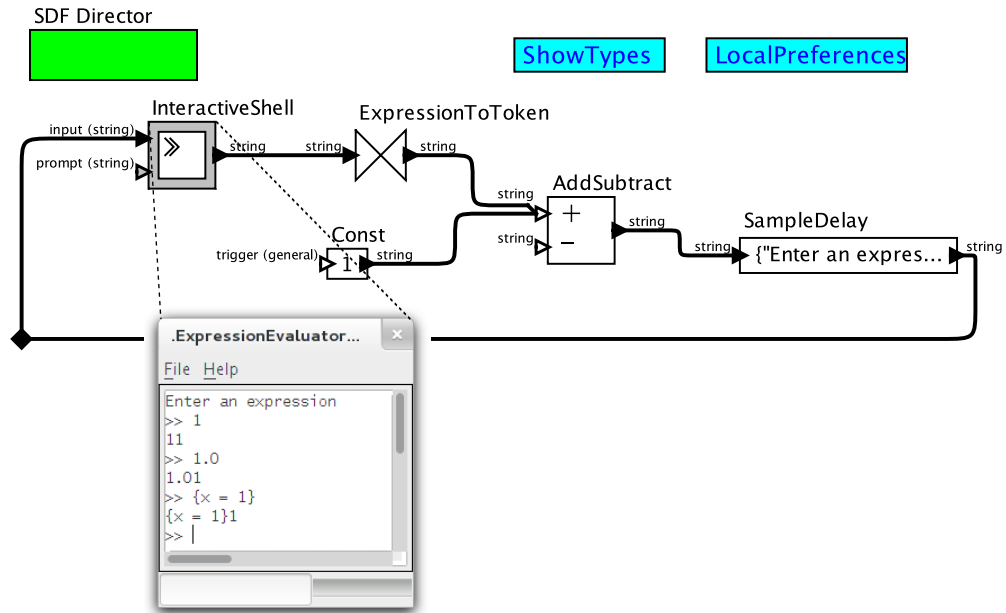 SDF Director
ShowTypes
LocalPreferences
InteractiveShell
input (string)
prompt (string)
string
ExpressionToToken
string
string
Const
trigger (general)
1
string
AddSubtract
string
+
string
–
string
SampleDelay
string
{"Enter an expres...
string
.ExpressionEvaluator...
File Help
Enter an expression
>> 1
11
>> 1.0
1.01
>> {x = 1}
{x = 1}1
>>